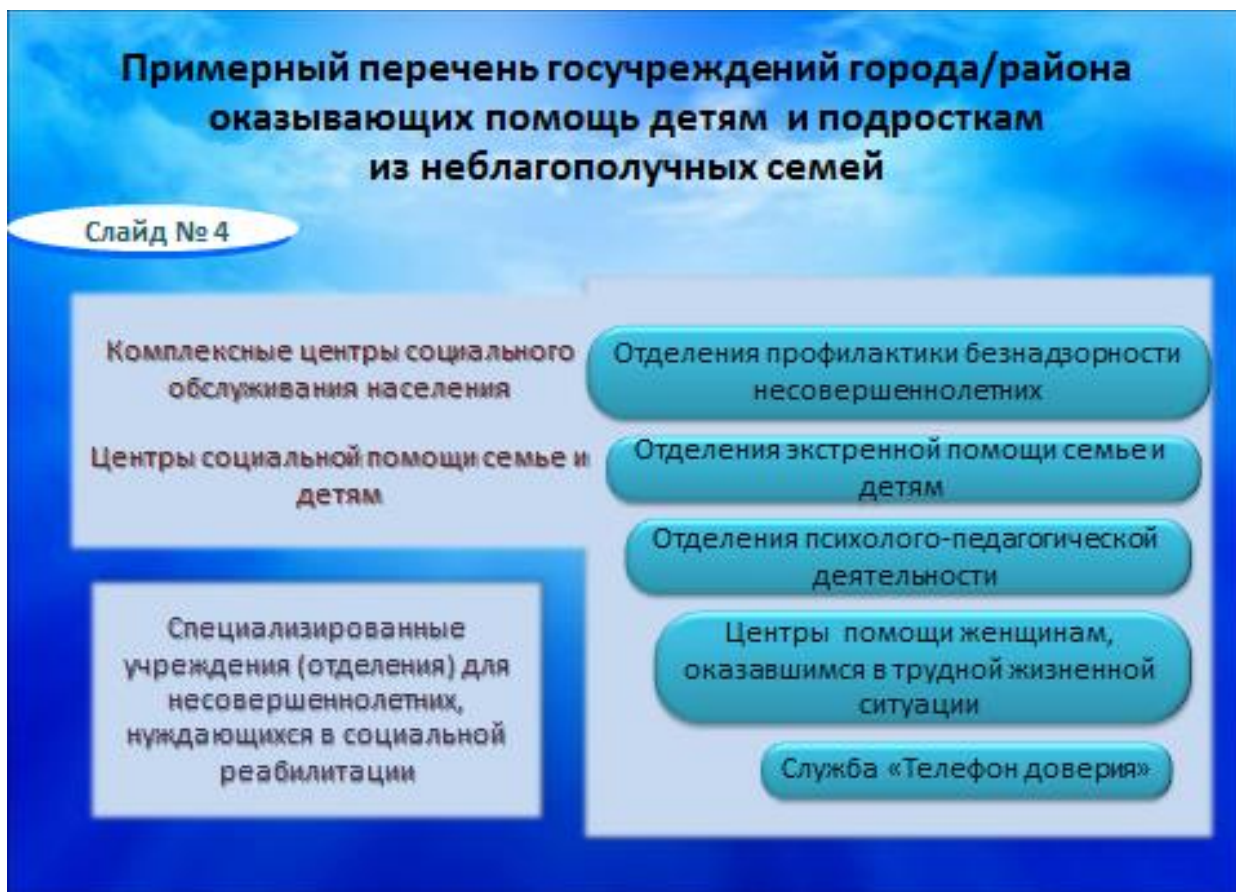 Примерный перечень госучреждений города/района
оказывающих помощь детям и подросткам
из неблагополучных семей
Слайд № 4
Комплексные центры социального
обслуживания населения
Центры социальной помощи семье и
детям
Специализированные
учреждения (отделения) для
несовершеннолетних,
нуждающихся в социальной
реабилитации
Отделения профилактики безнадзорности
несовершеннолетних
Отделения экстренной помощи семье и
детям
Отделения психолого-педагогической
деятельности
Центры помощи женщинам,
оказавшимся в трудной жизненной
ситуации
Служба «Телефон доверия»